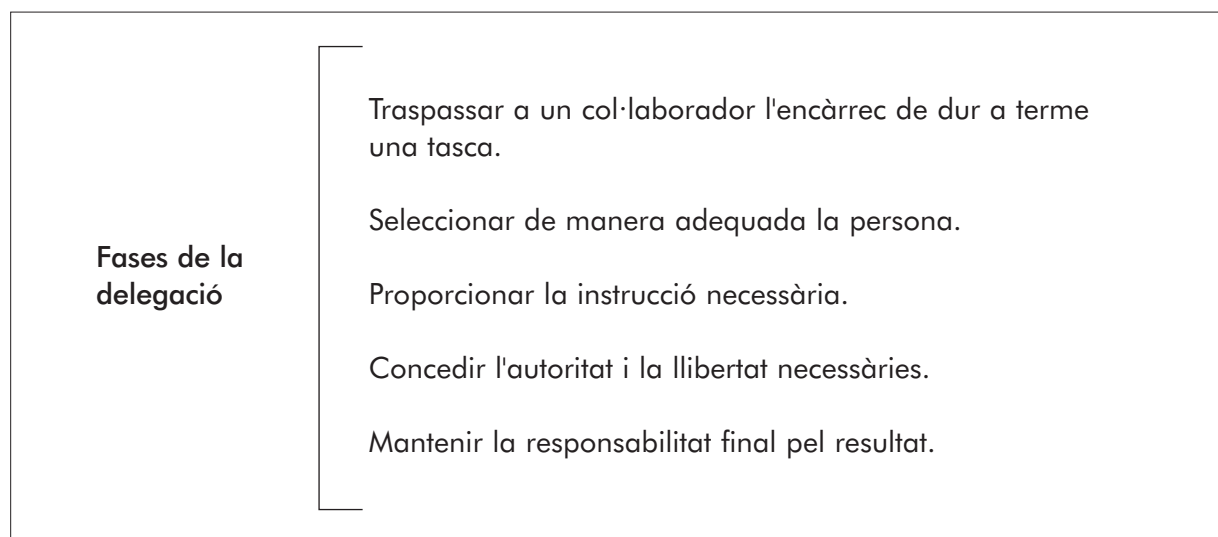 Fases de la
delegació
Traspassar a un col·laborador l'encàrrec de dur a terme
una tasca.
Seleccionar de manera adequada la persona.
Proporcionar la instrucció necessària.
Concedir l'autoritat i la llibertat necessàries.
Mantenir la responsabilitat final pel resultat.